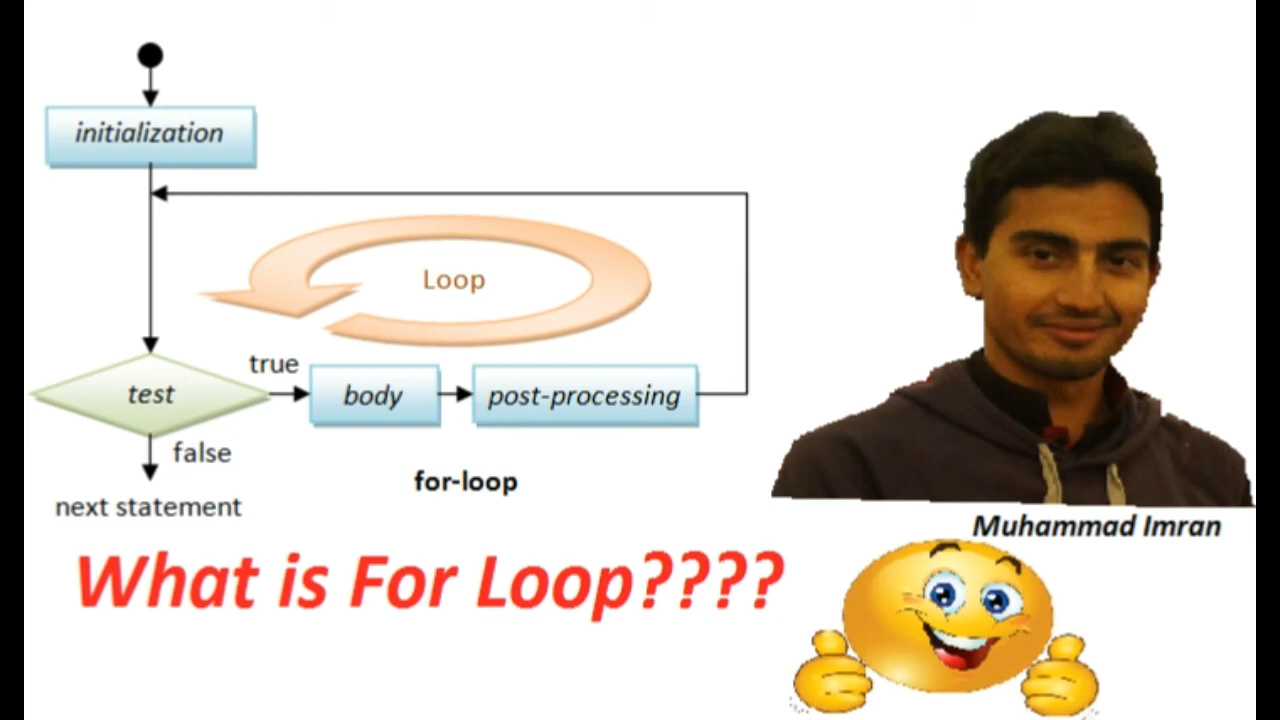 initialization
Loop
true
test
body
post-processing
false
for-loop
next statement
Muhammad Imran
What is For Loop????